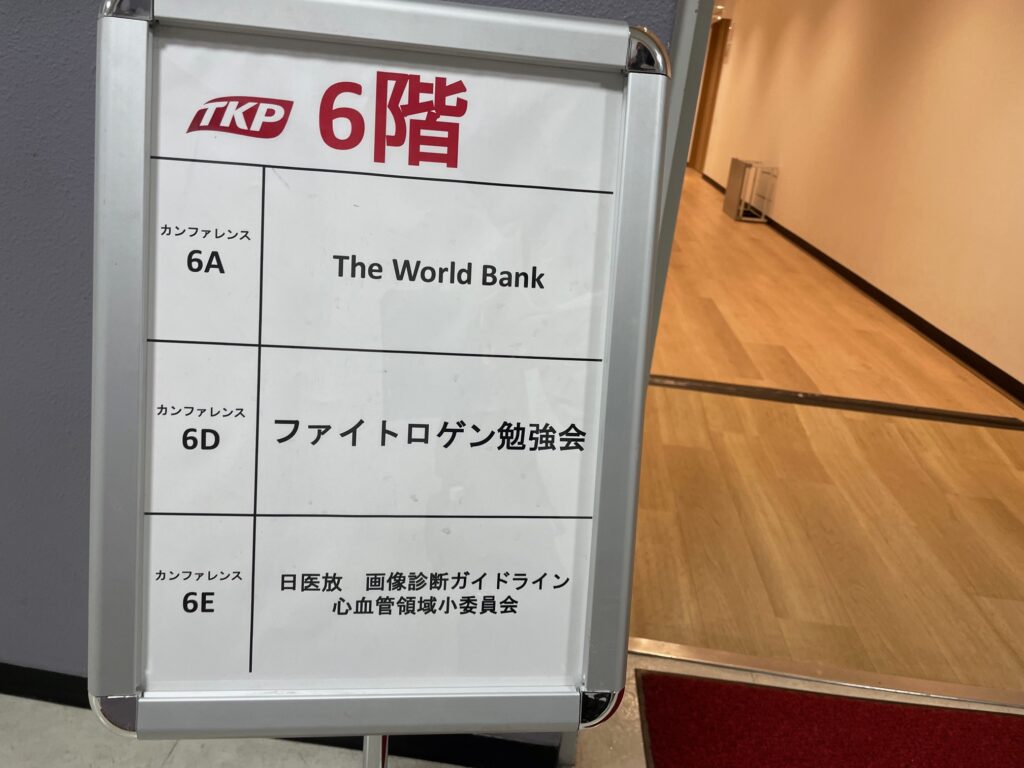 TKP 6階
カンファレンス
6A
The World Bank
カンファレンス
6D
ファイトロゲン勉強会
カンファレンス
6E
日医放　画像診断ガイドライン
心血管領域小委員会